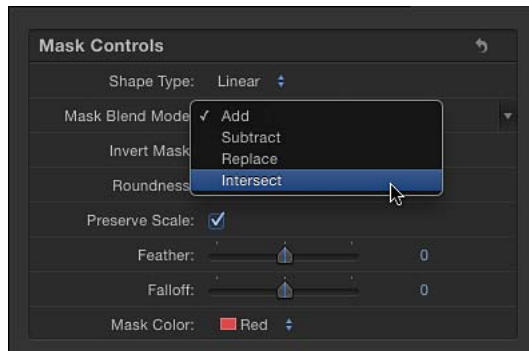 Mask Controls
Shape Type: Linear
Mask Blend Mode ✓ Add
Subtract
Replace
Invert Mask
Intersect
Roundness
Preserve Scale:
Feather: 0
Falloff: 0
Mask Color: Red